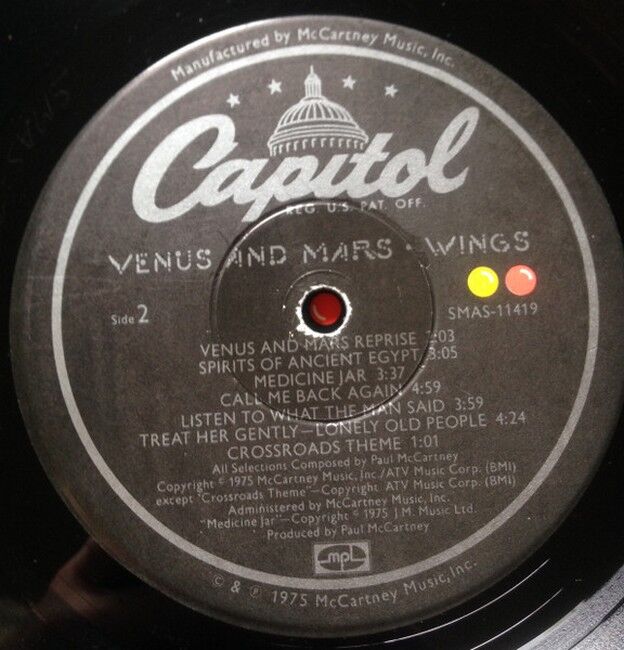 Manufactured by McCartney Music, Inc.
Capitol
REG. U.S. PAT. OFF.
VENUS AND MARS • WINGS
Side 2
SMAS-11419
VENUS AND MARS REPRISE :03
SPIRITS OF ANCIENT EGYPT 3:05
MEDICINE JAR 3:37
CALL ME BACK AGAIN 4:59
LISTEN TO WHAT THE MAN SAID 3:59
TREAT HER GENTLY—LONELY OLD PEOPLE 4:24
CROSSROADS THEME 1:01
All Selections Composed by Paul McCartney
Copyright © 1975 McCartney Music, Inc./ATV Music Corp. (BMI)
except "Crossroads Theme"—Copyright ATV Music Corp. (BMI)
Administered by McCartney Music, Inc.
"Medicine Jar"—Copyright © 1975 J.M. Music Ltd.
Produced by Paul McCartney
mpl
© & ℗ 1975 McCartney Music, Inc.